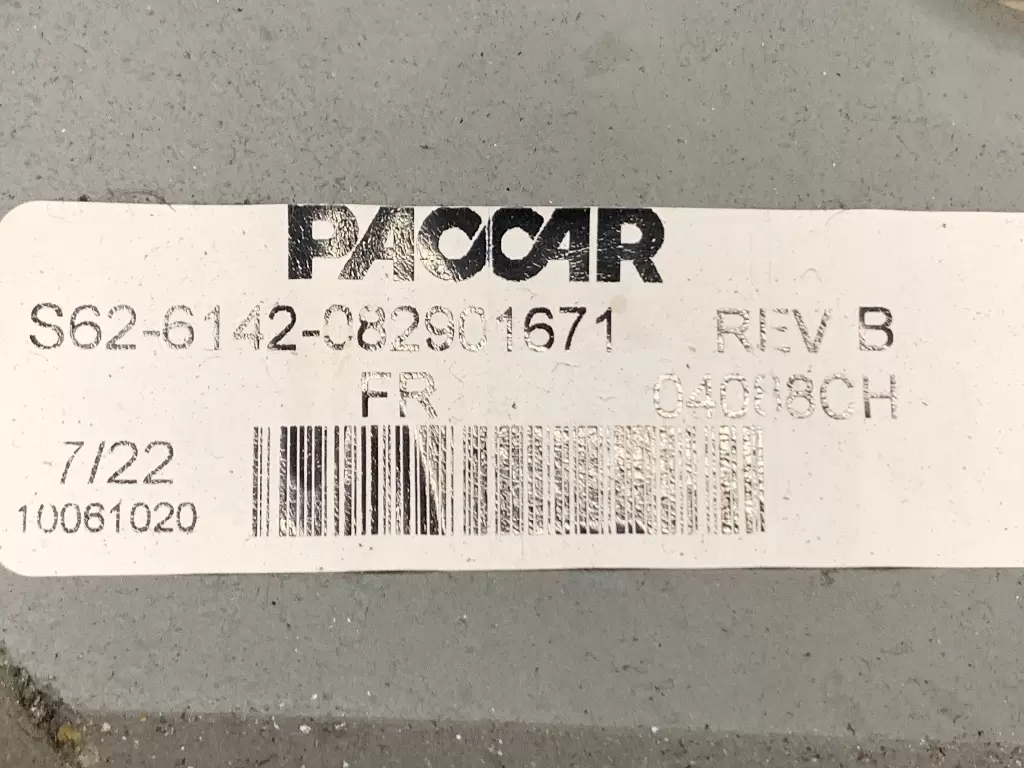 PACCAR
S62-6142-082901671 REV B
FR
7/22
10061020